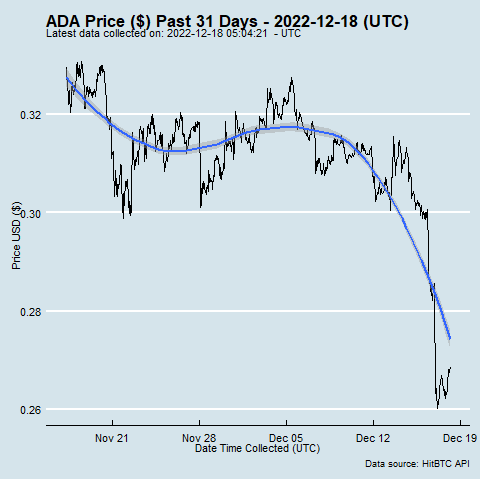 ADA Price ($) Past 31 Days - 2022-12-18 (UTC)
Latest data collected on: 2022-12-18 05:04:21 - UTC
0.32
0.30
0.28
0.26
Price USD ($)
Nov 21
Nov 28
Dec 05
Dec 12
Dec 19
Date Time Collected (UTC)
Data source: HitBTC API